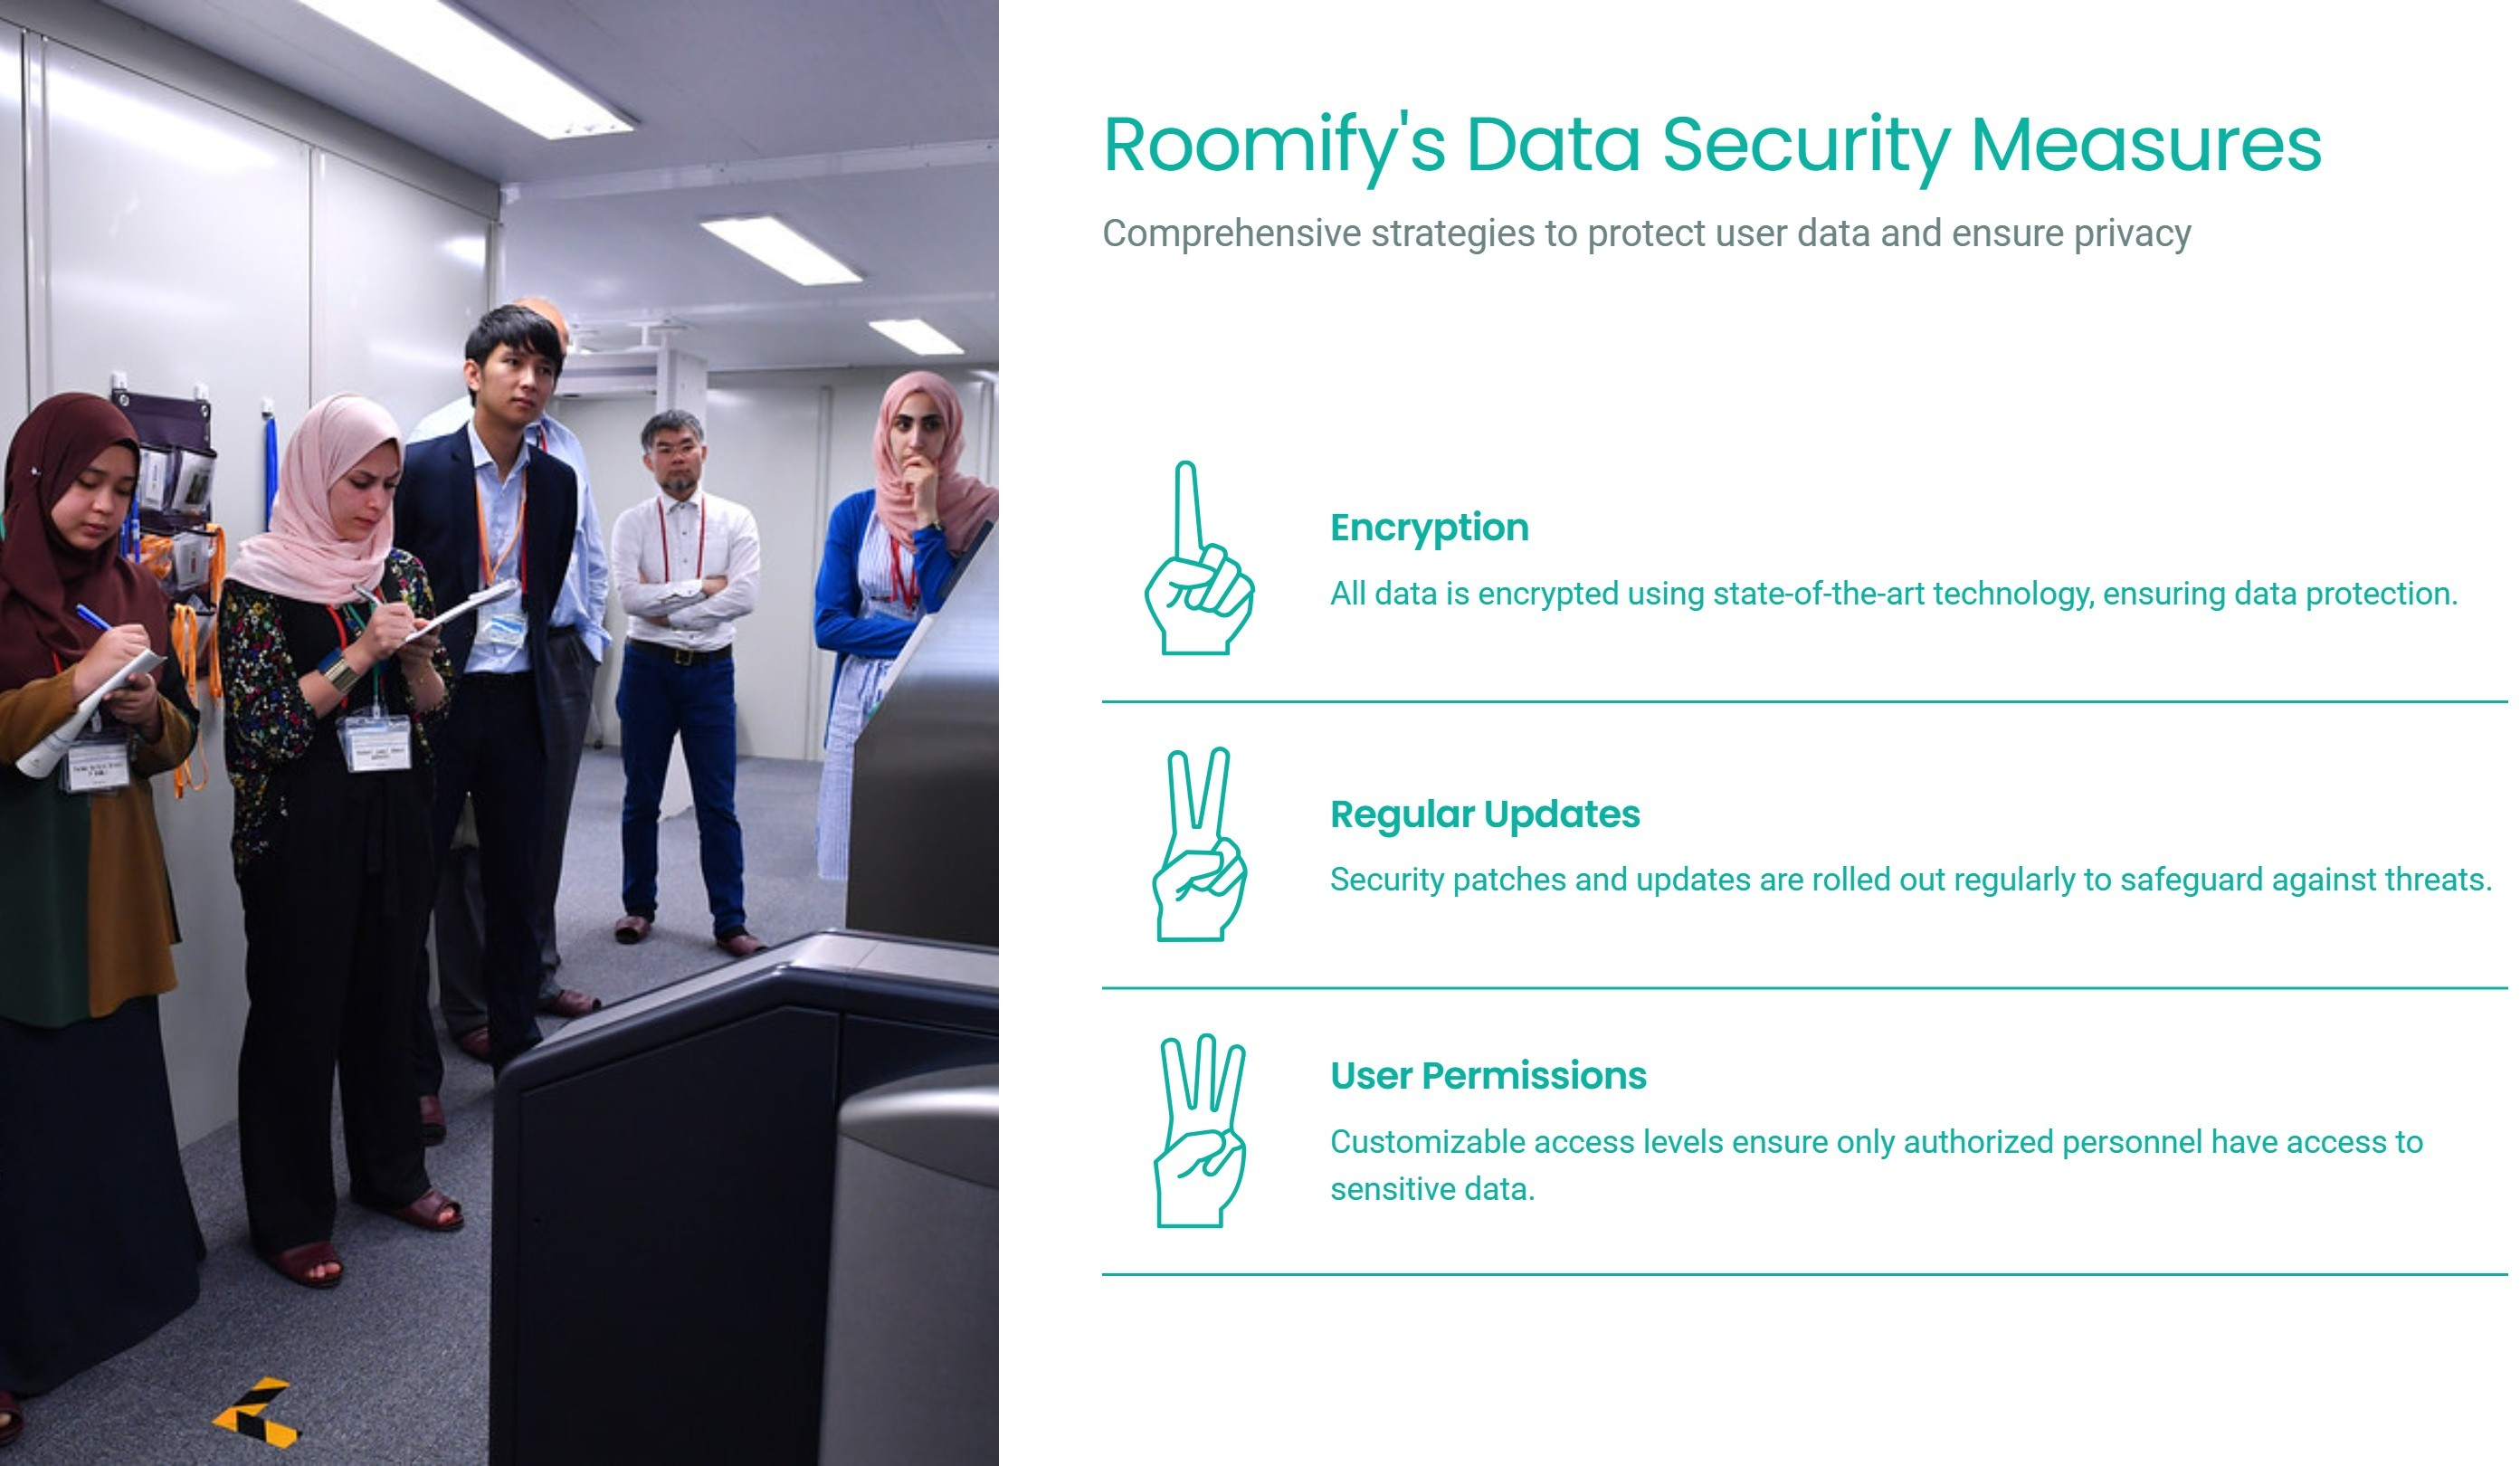 Roomify's Data Security Measures
Comprehensive strategies to protect user data and ensure privacy
Encryption
All data is encrypted using state-of-the-art technology, ensuring data protection.
Regular Updates
Security patches and updates are rolled out regularly to safeguard against threats.
User Permissions
Customizable access levels ensure only authorized personnel have access to
sensitive data.